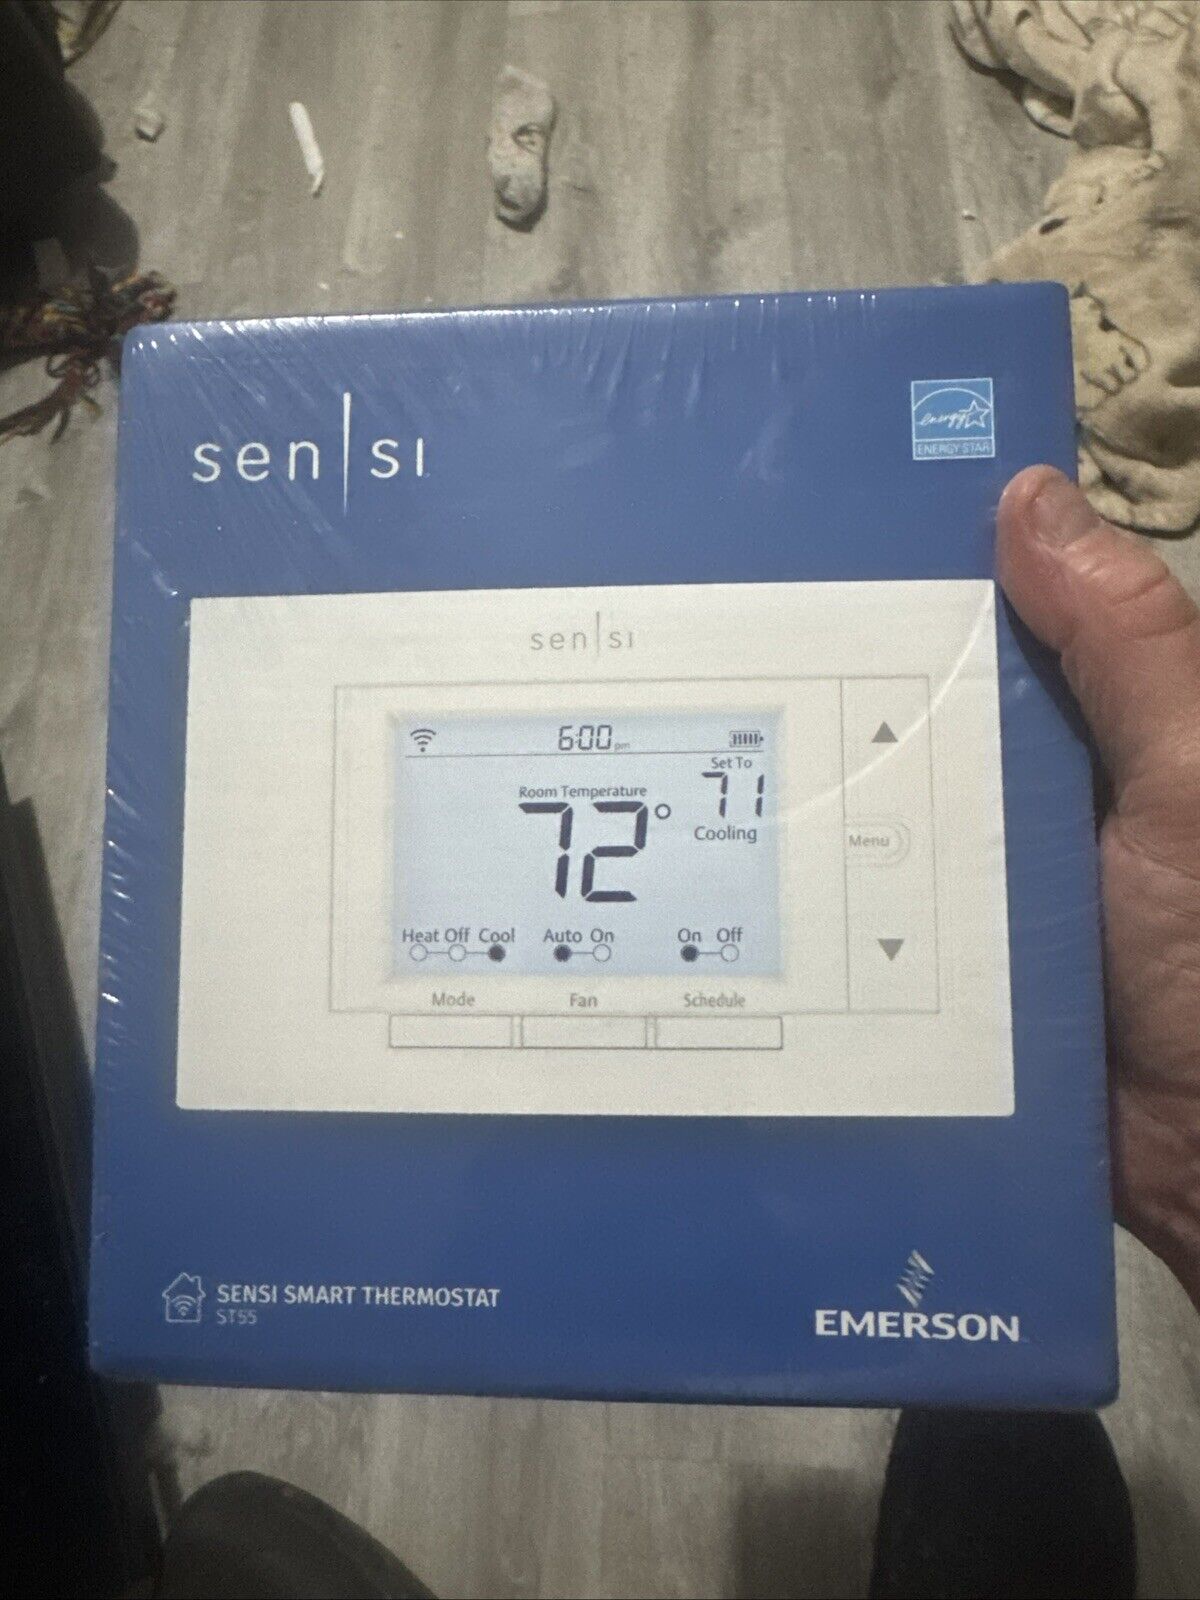 sen|si
energy
ENERGY STAR
sen|si
6:00 pm
Set To
71
Room Temperature
72°
Cooling
Menu
Heat Off Cool
Auto On
On Off
Mode
Fan
Schedule
SENSI SMART THERMOSTAT
ST55
EMERSON